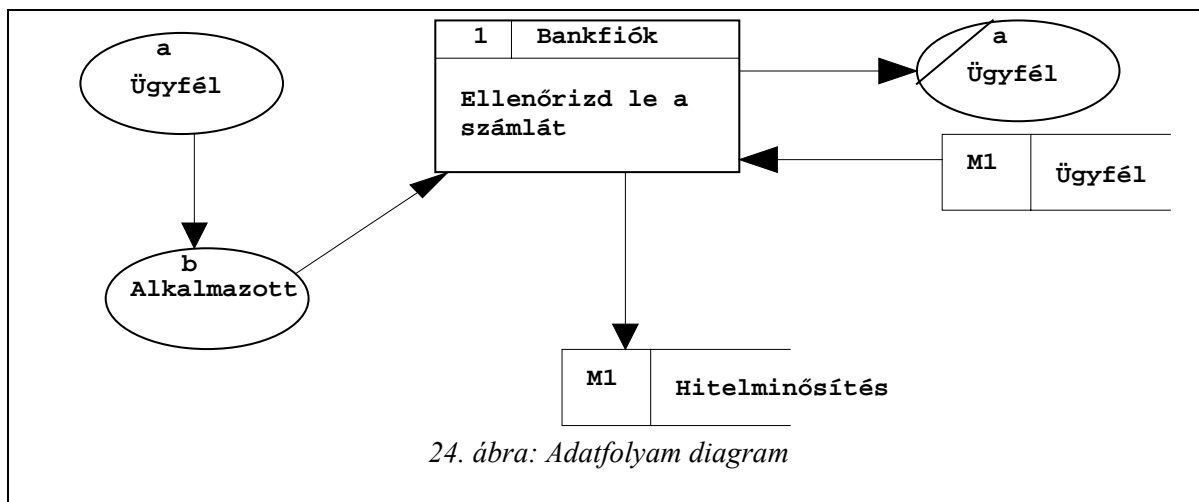 a
Ügyfél
1 Bankfiók
Ellenőrizd le a
számlát
a
Ügyfél
M1 Ügyfél
b
Alkalmazott
M1 Hitelminősítés
24. ábra: Adatfolyam diagram